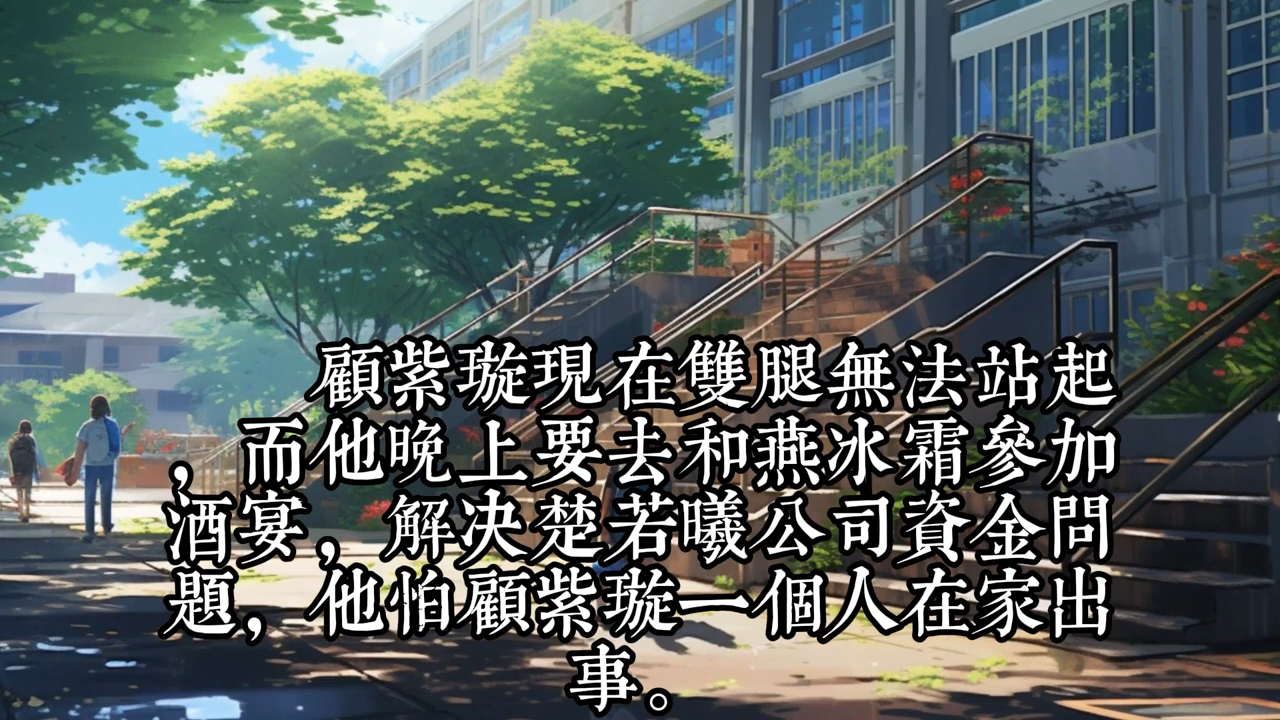 顧紫璇現在雙腿無法站起
，而他晚上要去和燕冰霜參加
酒宴，解决楚若曦公司資金問
題，他怕顧紫璇一個人在家出
事。